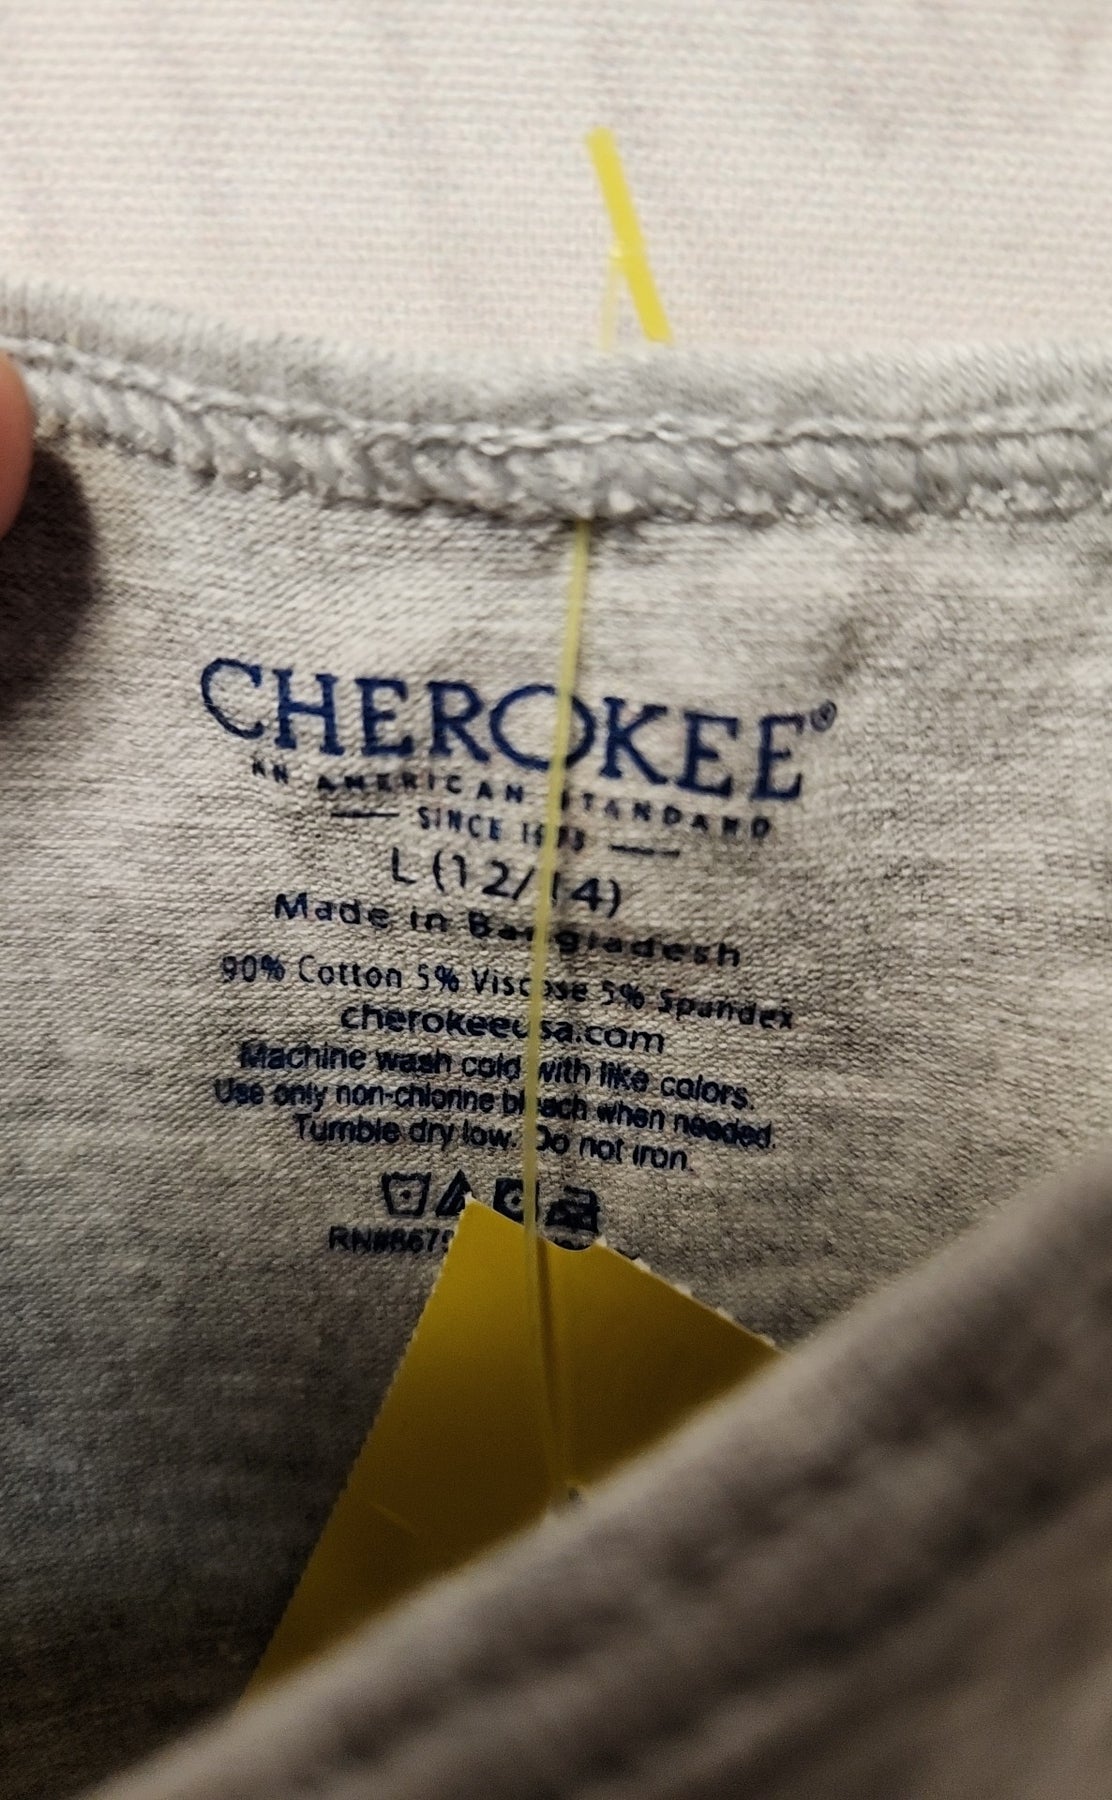 CHEROKEE®
AN AMERICAN STANDARD
SINCE 1973
L (12/14)
Made in Bangladesh
90% Cotton 5% Viscose 5% Spandex
cherokeeusa.com
Machine wash cold with like colors.
Use only non-chlorine bleach when needed.
Tumble dry low. Do not iron.